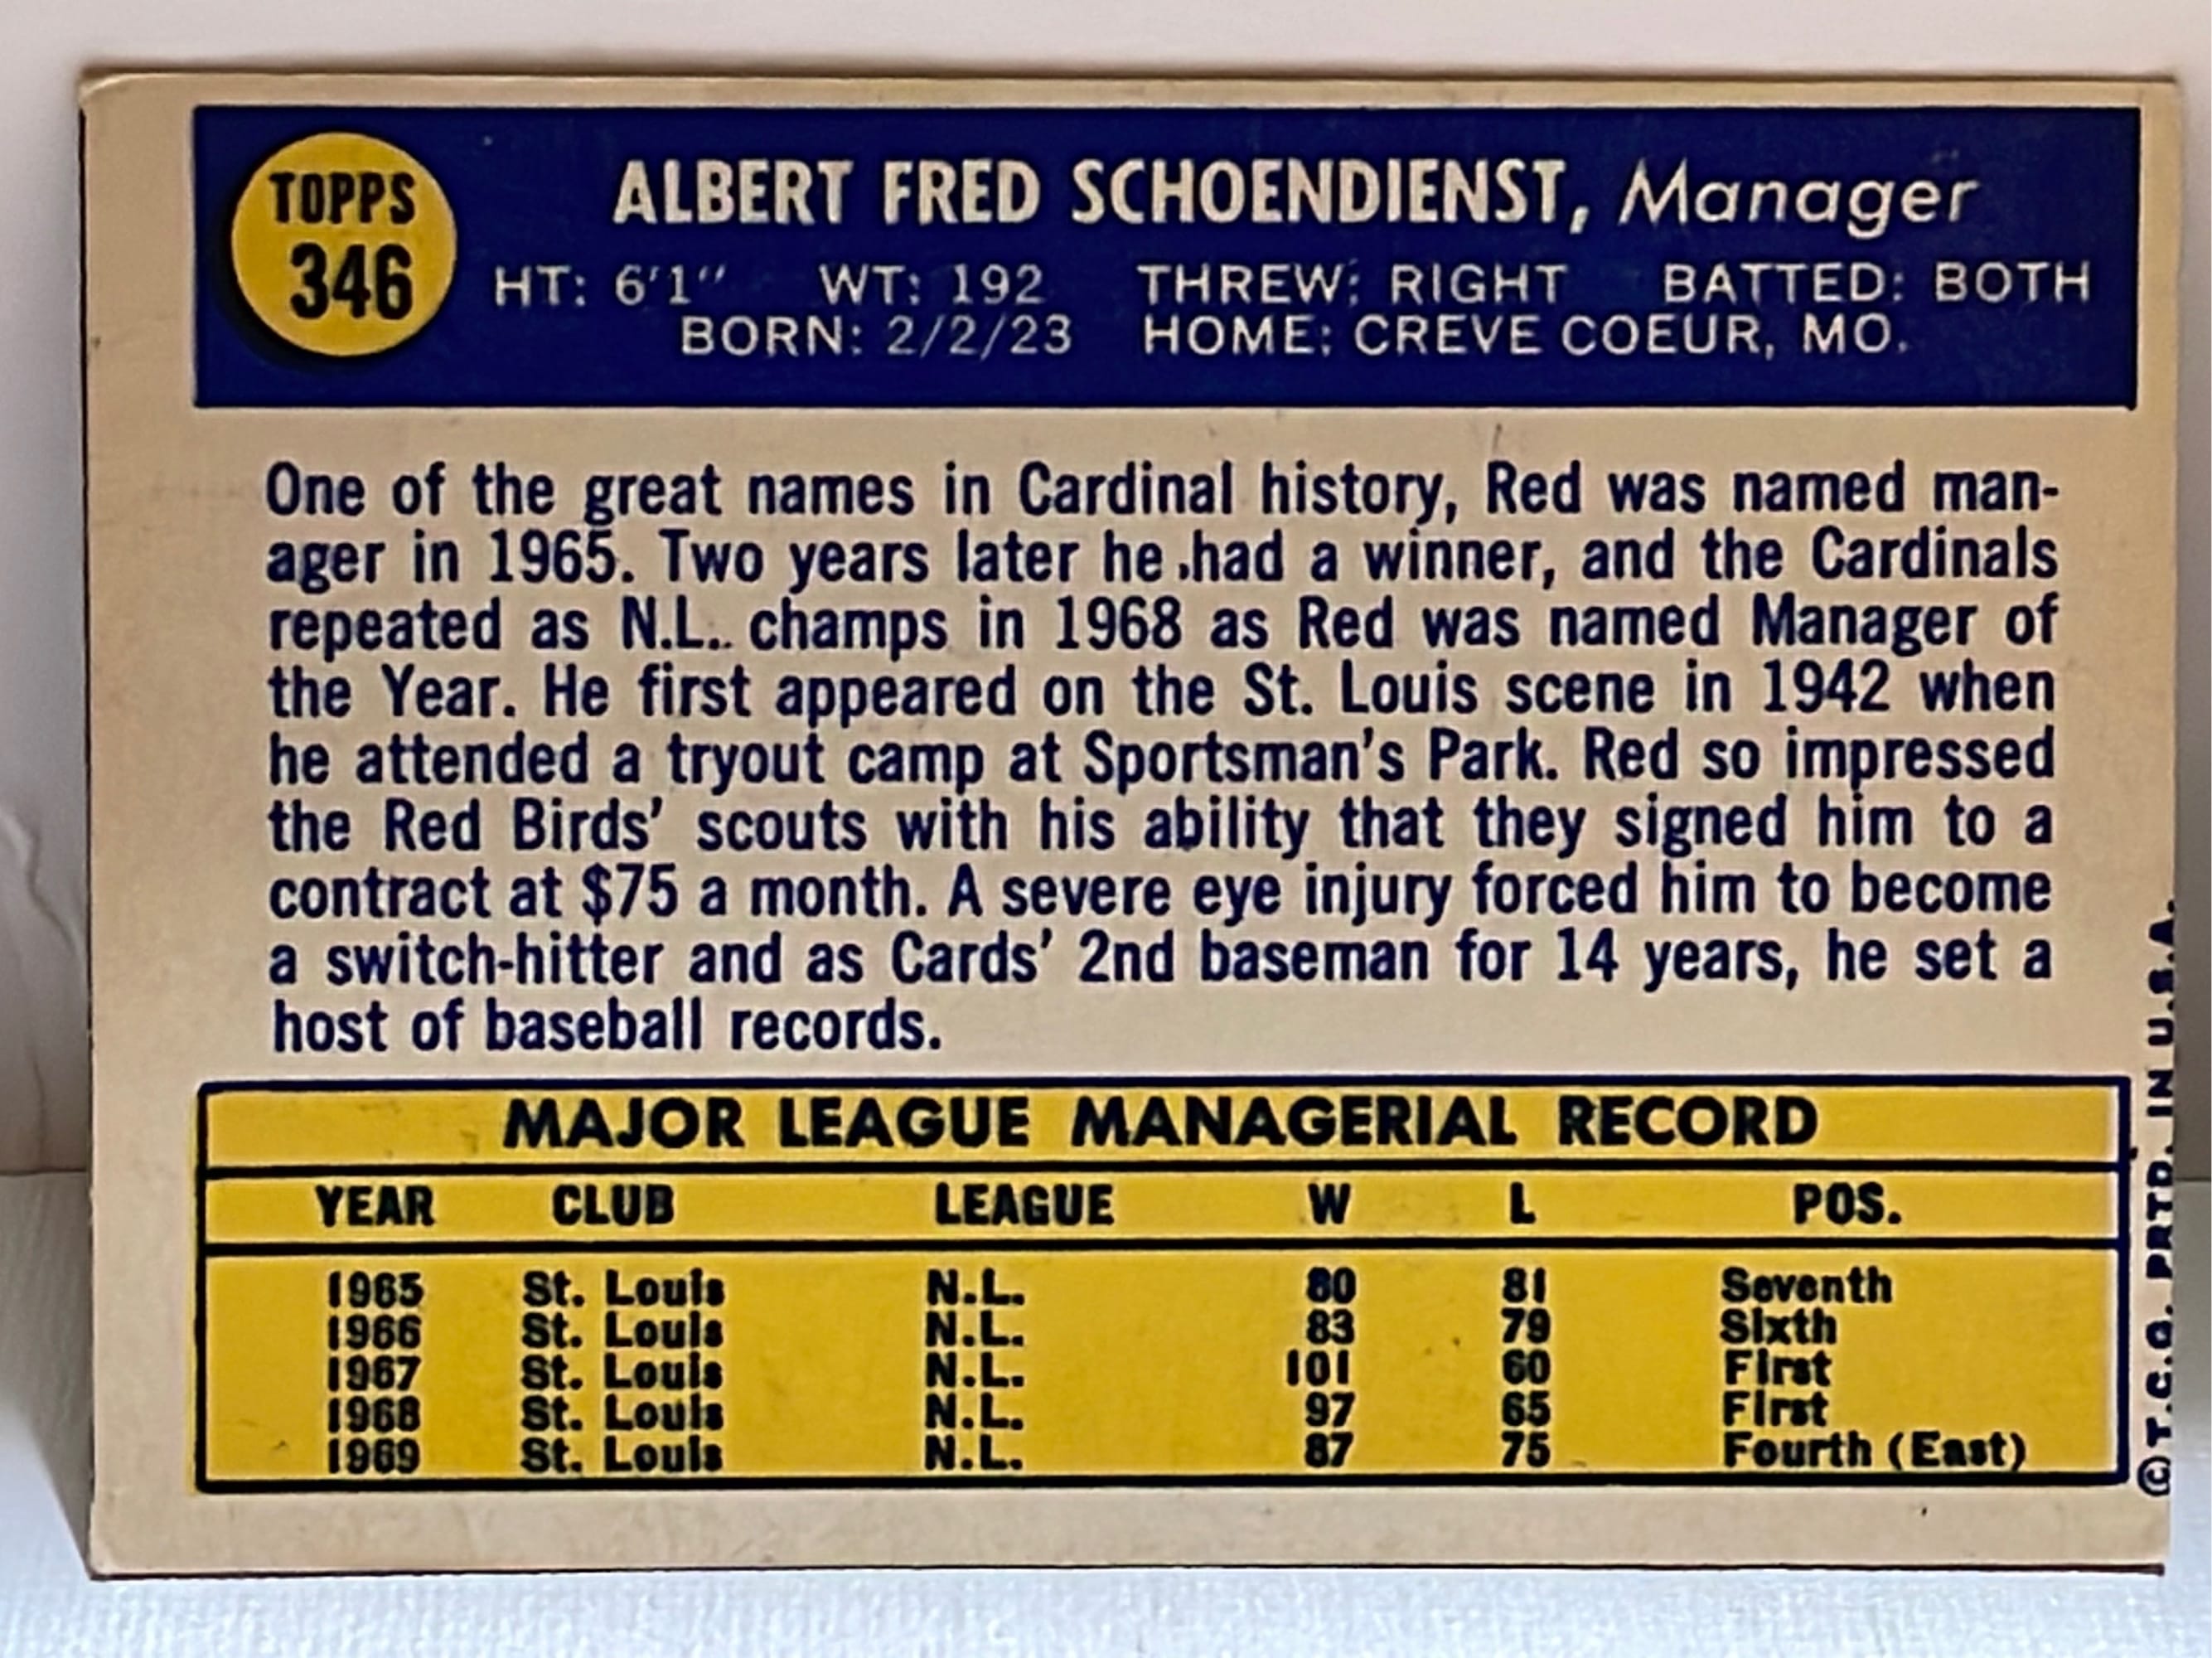 TOPPS
346
ALBERT FRED SCHOENDIENST, Manager
HT: 6'1" WT: 192 THREW: RIGHT BATTED: BOTH
BORN: 2/2/23 HOME: CREVE COEUR, MO.
One of the great names in Cardinal history, Red was named man-
ager in 1965. Two years later he had a winner, and the Cardinals
repeated as N.L. champs in 1968 as Red was named Manager of
the Year. He first appeared on the St. Louis scene in 1942 when
he attended a tryout camp at Sportsman's Park. Red so impressed
the Red Birds' scouts with his ability that they signed him to a
contract at $75 a month. A severe eye injury forced him to become
a switch-hitter and as Cards' 2nd baseman for 14 years, he set a
host of baseball records.
MAJOR LEAGUE MANAGERIAL RECORD
YEAR CLUB LEAGUE W L POS.
1965 St. Louis N.L. 80 81 Seventh
1966 St. Louis N.L. 83 79 Sixth
1967 St. Louis N.L. 101 60 First
1968 St. Louis N.L. 97 65 First
1969 St. Louis N.L. 87 75 Fourth (East)
© T.C.G. PRTD. IN U.S.A.